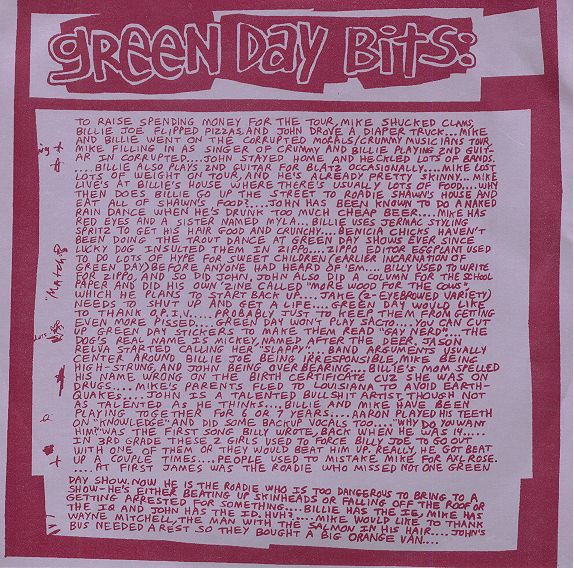 GREEN DAY BITS:
TO RAISE SPENDING MONEY FOR THE TOUR, MIKE SHUCKED CLAMS,
BILLIE JOE FLIPPED PIZZAS, AND JOHN DROVE A DIAPER TRUCK.... MIKE
AND BILLIE WENT ON THE CORRUPTED MORALS/CRUMMY MUSICIANS TOUR,
MIKE FILLING IN AS SINGER OF CRUMMY AND BILLIE PLAYING 2ND GUIT-
AR IN CORRUPTED....JOHN STAYED HOME AND HECKLED LOTS OF BANDS.
.....BILLIE ALSO PLAYS 2ND GUITAR FOR BLATZ OCCASIONALLY....MIKE LOST
LOTS OF WEIGHT ON TOUR, AND HE'S ALREADY PRETTY SKINNY...MIKE
LIVE'S AT BILLIE'S HOUSE WHERE THERE'S USUALLY LOTS OF FOOD....WHY
THEN DOES BILLIE GO UP THE STREET TO ROADIE SHAWN'S HOUSE AND
EAT ALL OF SHAWN'S FOOD?....JOHN HAS BEEN KNOWN TO DO A NAKED
RAIN DANCE WHEN HE'S DRUNK TOO MUCH CHEAP BEER....MIKE HAS
RED EYES AND A SISTER NAMED MYLA... BILLIE USES JERMAC STYLING
SPRITZ TO GET HIS HAIR GOOD AND CRUNCHY....BENICIA CHICKS HAVEN'T
BEEN DOING THE TROUT DANCE AT GREEN DAY SHOWS EVER SINCE
LUCKY DOG INSULTED THEM IN ZIPPO....ZIPPO EDITOR EGGPLANT USED
TO DO LOTS OF HYPE FOR SWEET CHILDREN (EARLIER INCARNATION OF
GREEN DAY) BEFORE ANYONE HAD HEARD OF 'EM....BILLY USED TO WRITE
FOR ZIPPO, AND SO DID JOHN, JOHN ALSO DID A COLUMN FOR THE SCHOOL
PAPER AND DID HIS OWN 'ZINE CALLED "MORE WOOD FOR THE COWS",
WHICH HE PLANS TO START BACK UP....JAKE (2-EYEBROWED VARIETY)
NEEDS TO SHUT UP AND GET A LIFE....GREEN DAY WOULD LIKE
TO THANK O.P.I.V.....PROBABLY JUST TO KEEP THEM FROM GETTING
EVEN MORE PISSED....GREEN DAY WON'T PLAY SACTO....YOU CAN CUT
UP GREEN DAY STICKERS TO MAKE THEM READ "GAY NERD"...THE
DOG'S REAL NAME IS MICKEY, NAMED AFTER THE DEER. JASON
RELVA STARTED CALLING HER "SLAPPY"...BAND ARGUMENTS USUALLY
CENTER AROUND BILLIE JOE BEING IRRESPONSIBLE, MIKE BEING
HIGH-STRUNG, AND JOHN BEING OVERBEARING....BILLIE'S MOM SPELLED
HIS NAME WRONG ON THE BIRTH CERTIFICATE CUZ SHE WAS ON
DRUGS....MIKE'S PARENTS FLED TO LOUISIANA TO AVOID EARTH-
QUAKES....JOHN IS A TALENTED BULLSHIT ARTIST, THOUGH NOT
AS TALENTED AS HE THINKS...BILLIE AND MIKE HAVE BEEN
PLAYING TOGETHER FOR 6 OR 7 YEARS....AARON PLAYED HIS TEETH
ON "KNOWLEDGE" AND DID SOME BACKUP VOCALS TOO...."WHY DO YOU WANT
HIM?" WAS THE FIRST SONG BILLY WROTE, BACK WHEN HE WAS 14.....
IN 3RD GRADE THESE 2 GIRLS USED TO FORCE BILLY JOE TO GO OUT
WITH ONE OF THEM OR THEY WOULD BEAT HIM UP. REALLY, HE GOT BEAT
UP A COUPLE TIMES.....PEOPLE USED TO MISTAKE MIKE FOR AXL ROSE.
....AT FIRST JAMES WAS THE ROADIE WHO MISSED NOT ONE GREEN
DAY SHOW. NOW HE IS THE ROADIE WHO IS TOO DANGEROUS TO BRING TO A
SHOW-HE'S EITHER BEATING UP SKINHEADS OR FALLING OFF THE ROOF OR
GETTING ARRESTED FOR SOMETHING....BILLIE HAS THE IE, MIKE HAS
THE IQ AND JOHN HAS THE ID. HUH?....MIKE WOULD LIKE TO THANK
WAYNE MITCHELL, THE MAN WITH THE SALMON IN HIS HAIR....JOHN'S
BUS NEEDED A REST SO THEY BOUGHT A BIG ORANGE VAN....